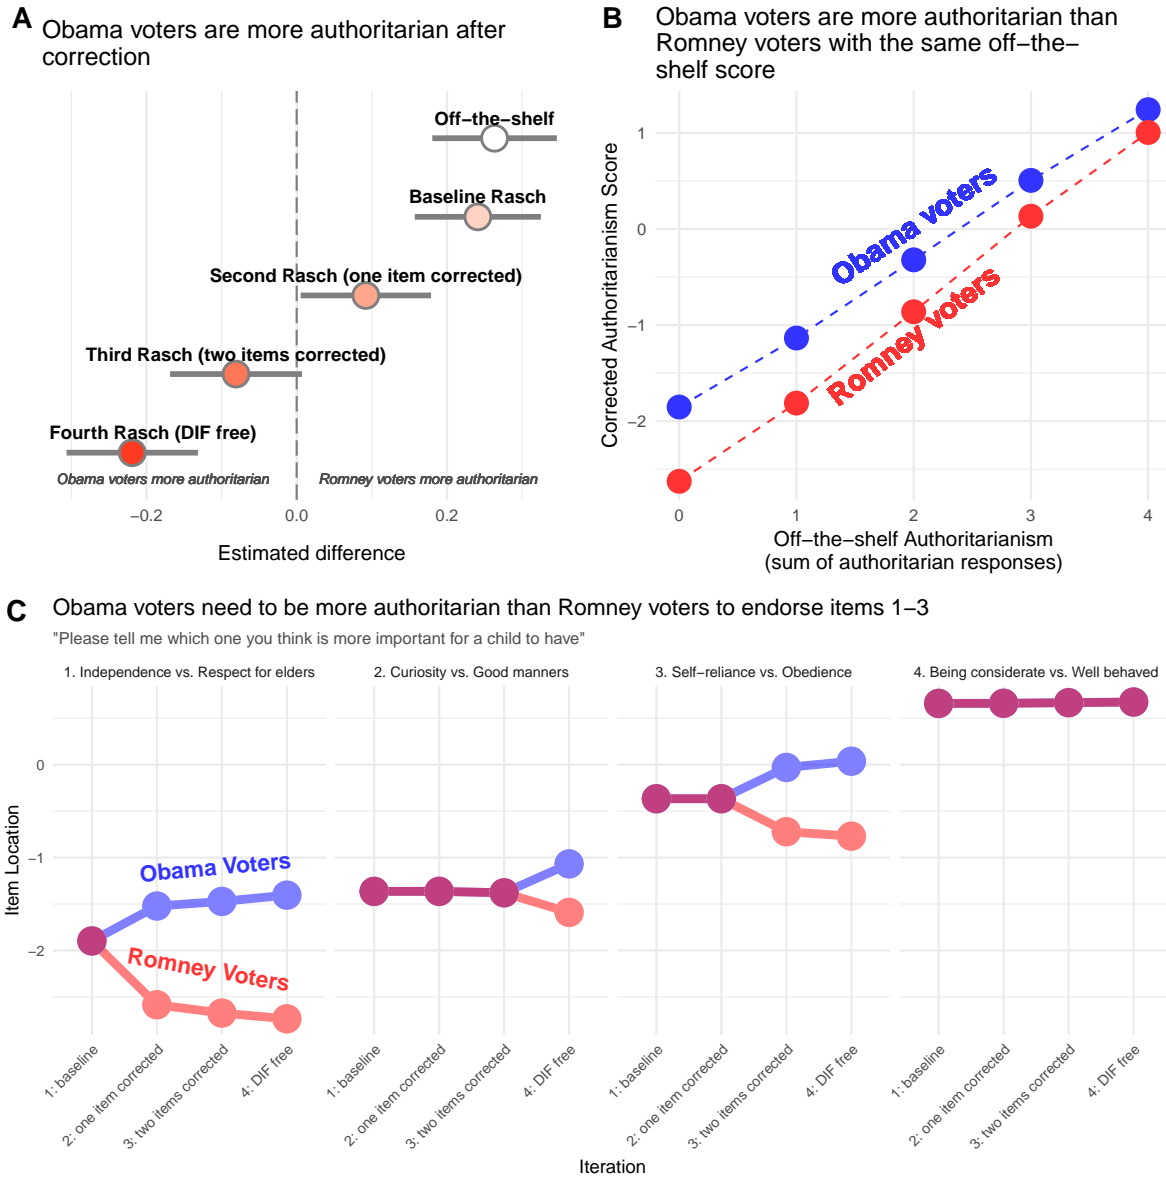 A
Obama voters are more authoritarian after
correction
Off−the−shelf
Baseline Rasch
Second Rasch (one item corrected)
Third Rasch (two items corrected)
Fourth Rasch (DIF free)
Obama voters more authoritarian
Romney voters more authoritarian
−0.2
0.0
0.2
Estimated difference
B
Obama voters are more authoritarian than
Romney voters with the same off−the−
shelf score
Corrected Authoritarianism Score
1
0
−1
−2
Obama voters
Romney voters
0
1
2
3
4
Off−the−shelf Authoritarianism
(sum of authoritarian responses)
C
Obama voters need to be more authoritarian than Romney voters to endorse items 1−3
"Please tell me which one you think is more important for a child to have"
1. Independence vs. Respect for elders
2. Curiosity vs. Good manners
3. Self−reliance vs. Obedience
4. Being considerate vs. Well behaved
Item Location
0
−1
−2
Obama Voters
Romney Voters
1: baseline
2: one item corrected
3: two items corrected
4: DIF free
1: baseline
2: one item corrected
3: two items corrected
4: DIF free
1: baseline
2: one item corrected
3: two items corrected
4: DIF free
1: baseline
2: one item corrected
3: two items corrected
4: DIF free
Iteration